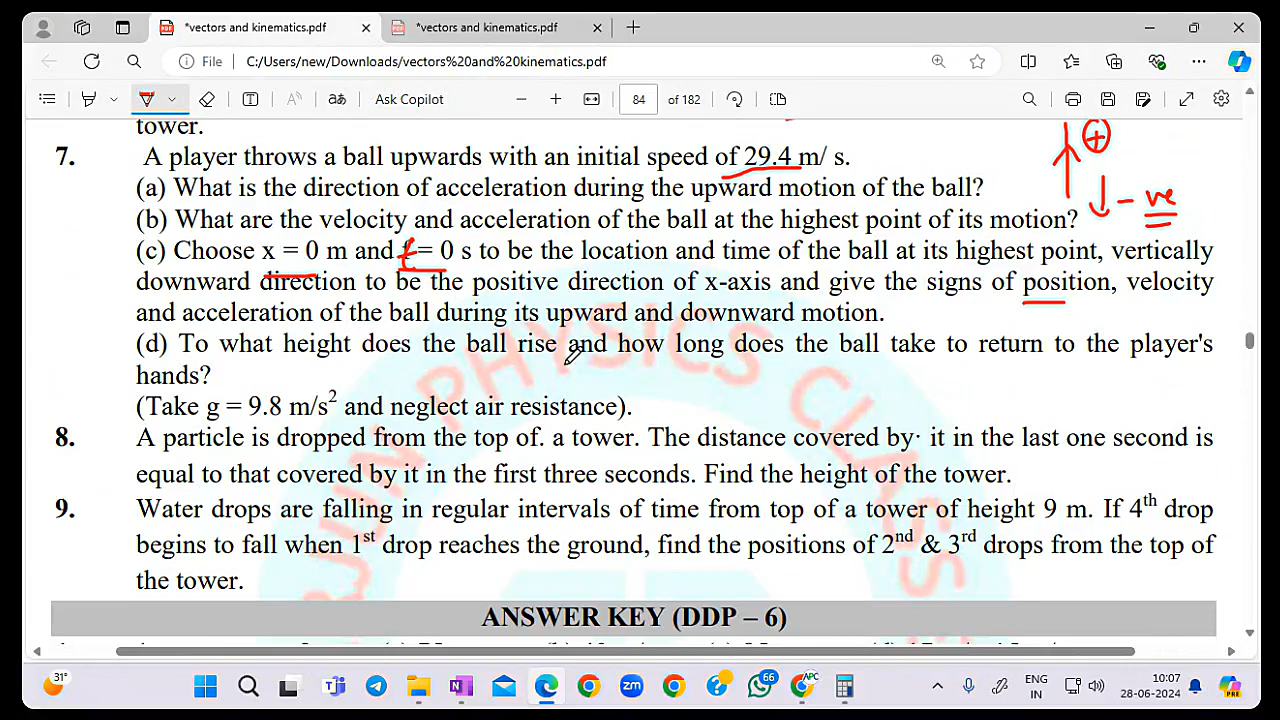 *vectors and kinematics.pdf
*vectors and kinematics.pdf
File C:/Users/new/Downloads/vectors%20and%20kinematics.pdf
Ask Copilot 84 of 182
tower.
7. A player throws a ball upwards with an initial speed of 29.4 m/ s.
(a) What is the direction of acceleration during the upward motion of the ball?
(b) What are the velocity and acceleration of the ball at the highest point of its motion?
(c) Choose x = 0 m and t = 0 s to be the location and time of the ball at its highest point, vertically
downward direction to be the positive direction of x-axis and give the signs of position, velocity
and acceleration of the ball during its upward and downward motion.
(d) To what height does the ball rise and how long does the ball take to return to the player's
hands?
(Take g = 9.8 m/s² and neglect air resistance).
+
- ve
8. A particle is dropped from the top of. a tower. The distance covered by· it in the last one second is
equal to that covered by it in the first three seconds. Find the height of the tower.
9. Water drops are falling in regular intervals of time from top of a tower of height 9 m. If 4th drop
begins to fall when 1st drop reaches the ground, find the positions of 2nd & 3rd drops from the top of
the tower.
ANSWER KEY (DDP – 6)
ARJUN PHYSICS CLASSES
31°
66
APC
ENG
IN
10:07
28-06-2024
PRE